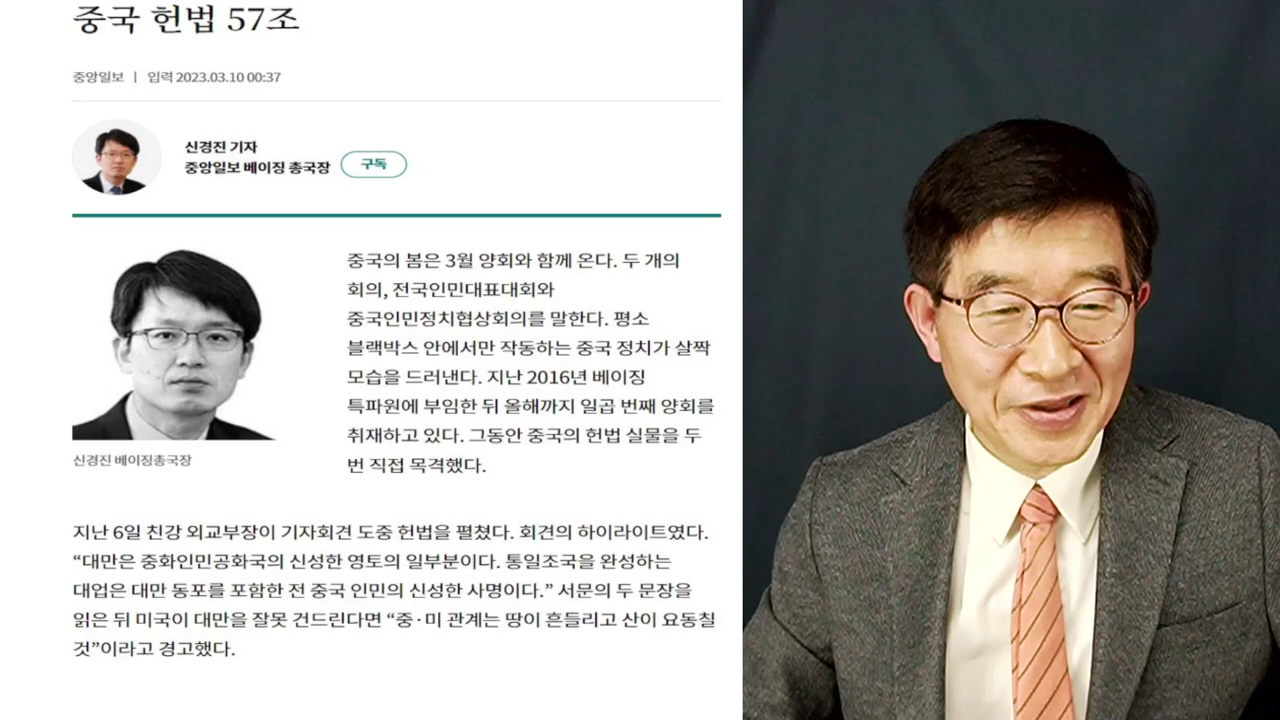 중국 헌법 57조
중앙일보 | 입력 2023.03.10 00:37
신경진 기자
중앙일보 베이징 총국장
구독
중국의 봄은 3월 양회와 함께 온다. 두 개의
회의, 전국인민대표대회와
중국인민정치협상회의를 말한다. 평소
블랙박스 안에서만 작동하는 중국 정치가 살짝
모습을 드러낸다. 지난 2016년 베이징
특파원에 부임한 뒤 올해까지 일곱 번째 양회를
취재하고 있다. 그동안 중국의 헌법 실물을 두
번 직접 목격했다.
신경진 베이징총국장
지난 6일 친강 외교부장이 기자회견 도중 헌법을 펼쳤다. 회견의 하이라이트였다.
“대만은 중화인민공화국의 신성한 영토의 일부분이다. 통일조국을 완성하는
대업은 대만 동포를 포함한 전 중국 인민의 신성한 사명이다.” 서문의 두 문장을
읽은 뒤 미국이 대만을 잘못 건드린다면 “중·미 관계는 땅이 흔들리고 산이 요동칠
것”이라고 경고했다.